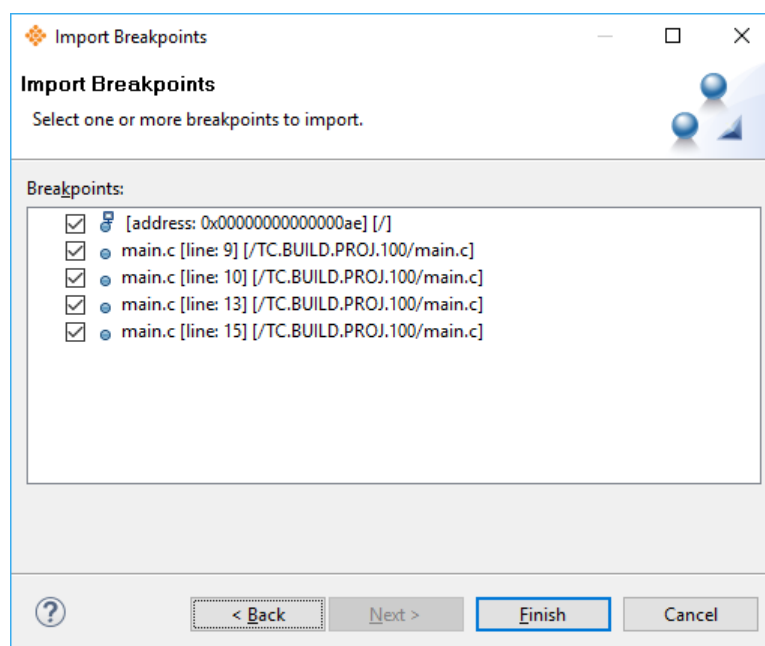 Import Breakpoints
Import Breakpoints
Select one or more breakpoints to import.
Breakpoints:
[address: 0x00000000000000ae] [/]
main.c [line: 9] [/TC.BUILD.PROJ.100/main.c]
main.c [line: 10] [/TC.BUILD.PROJ.100/main.c]
main.c [line: 13] [/TC.BUILD.PROJ.100/main.c]
main.c [line: 15] [/TC.BUILD.PROJ.100/main.c]
? < Back Next > Finish Cancel